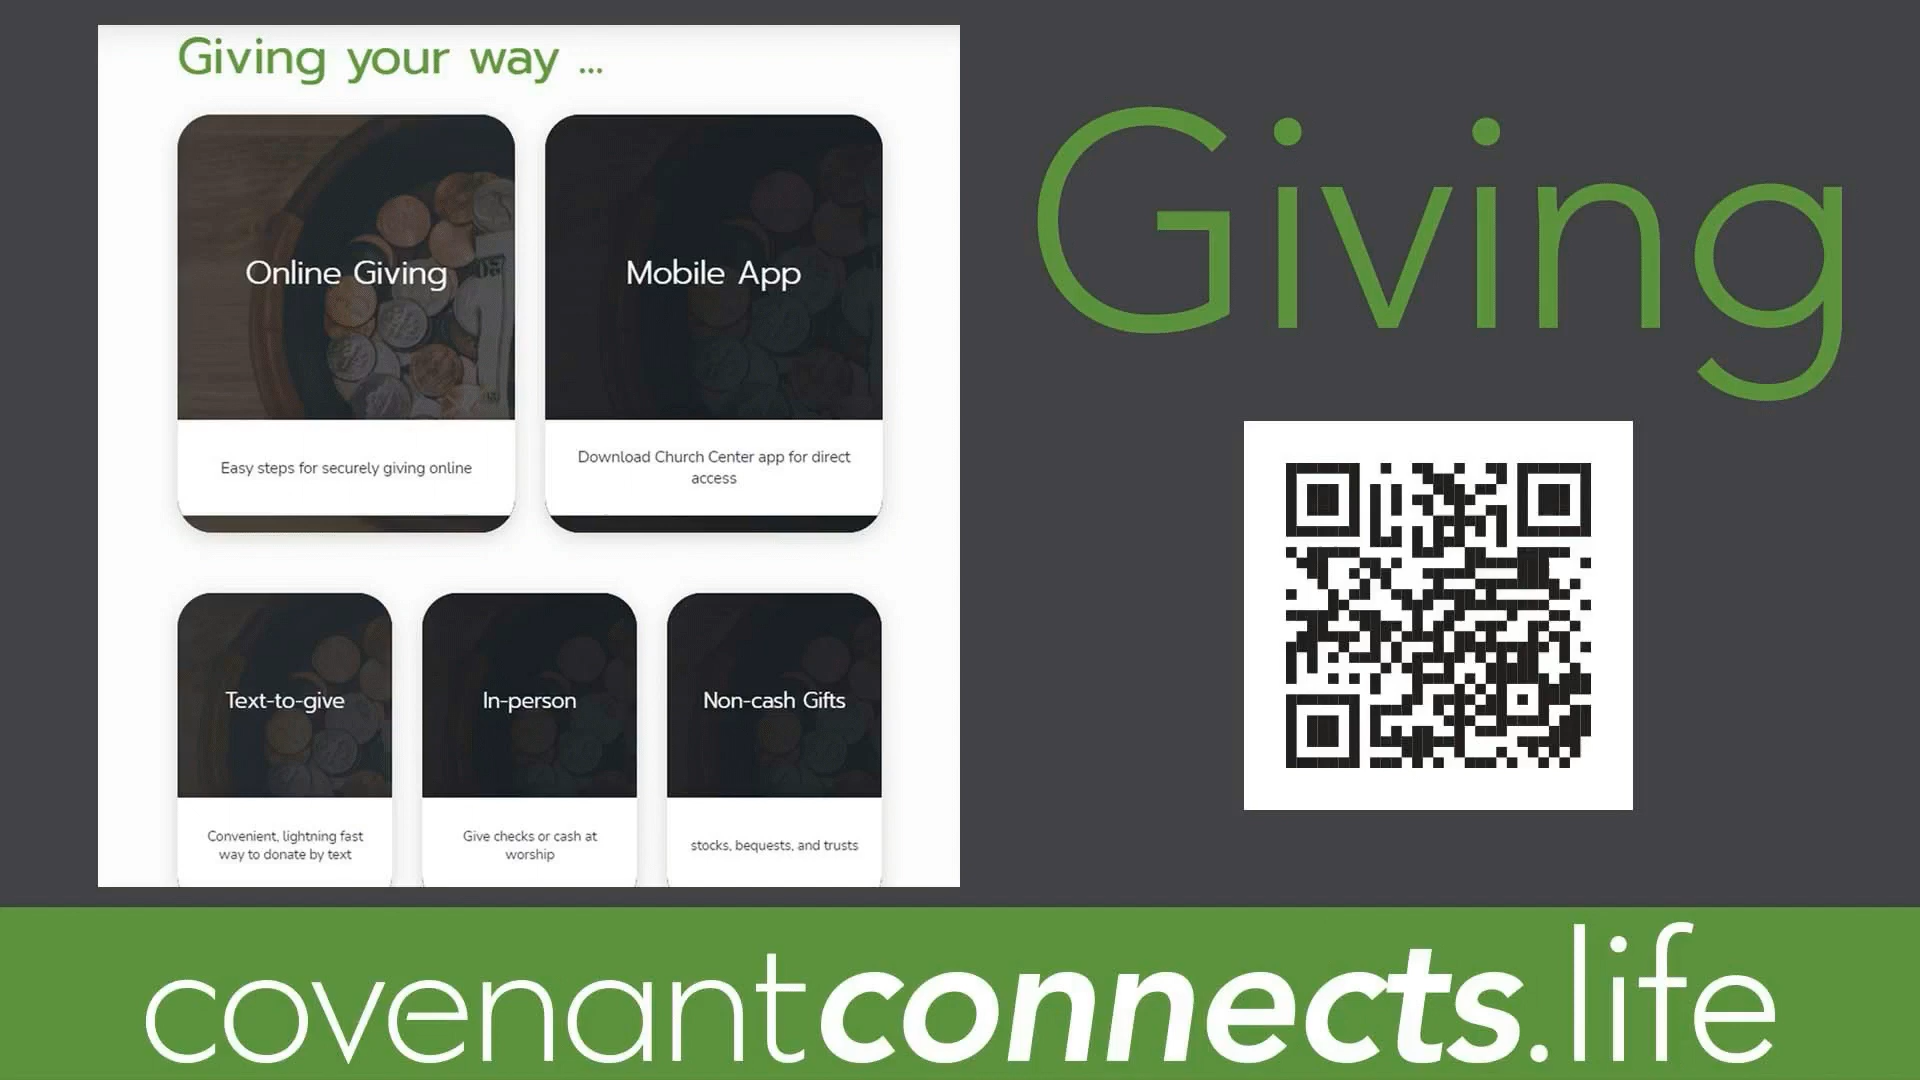 Giving your way ...
Online Giving
Easy steps for securely giving online
Mobile App
Download Church Center app for direct
access
Text-to-give
Convenient, lightning fast
way to donate by text
In-person
Give checks or cash at
worship
Non-cash Gifts
stocks, bequests, and trusts
Giving
covenantconnects.life